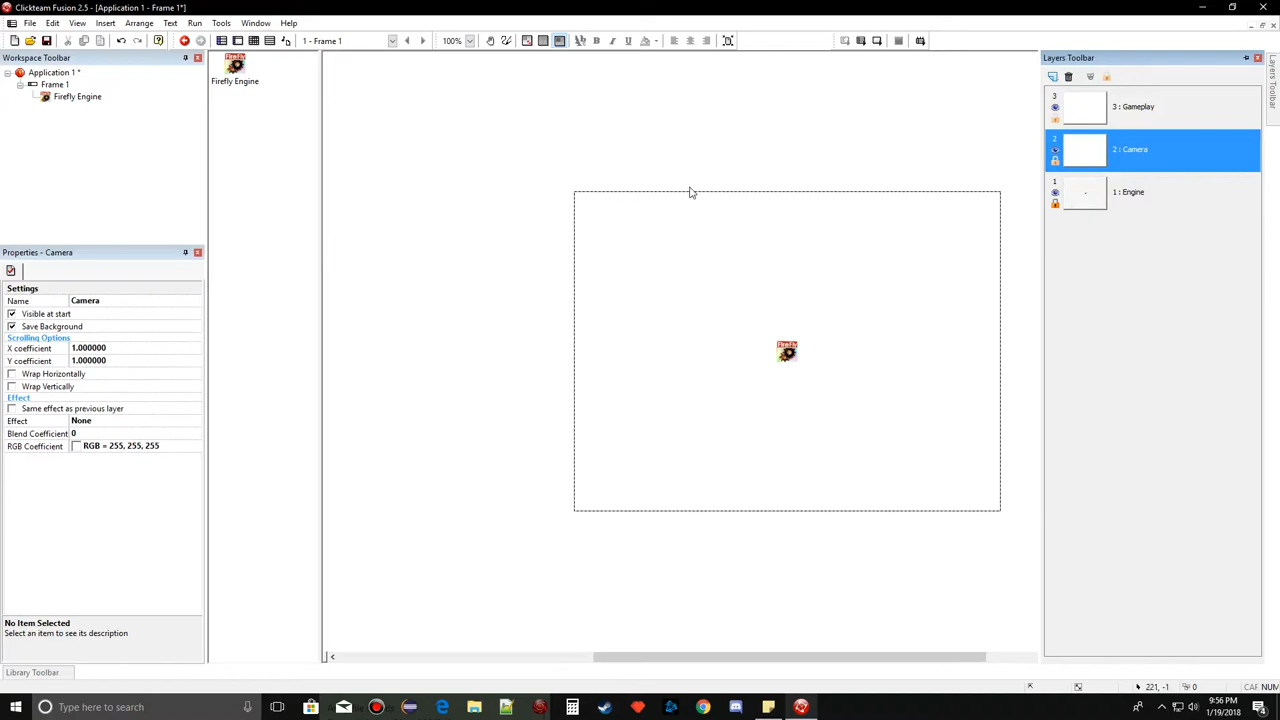 Clickteam Fusion 2.5 - [Application 1 - Frame 1*]
File Edit View Insert Arrange Text Run Tools Window Help
1 - Frame 1
100%
Workspace Toolbar
Application 1 *
Frame 1
Firefly Engine
Firefly Engine
Layers Toolbar
Layers Toolbar
3
3 : Gameplay
2
2 : Camera
1
1 : Engine
FireFly
Properties - Camera
Settings
Name Camera
Visible at start
Save Background
Scrolling Options
X coefficient 1.000000
Y coefficient 1.000000
Wrap Horizontally
Wrap Vertically
Effect
Same effect as previous layer
Effect None
Blend Coefficient 0
RGB Coefficient RGB = 255, 255, 255
No Item Selected
Select an item to see its description
Library Toolbar
221, -1
0
CAP NUM
Type here to search
9:56 PM
1/19/2018